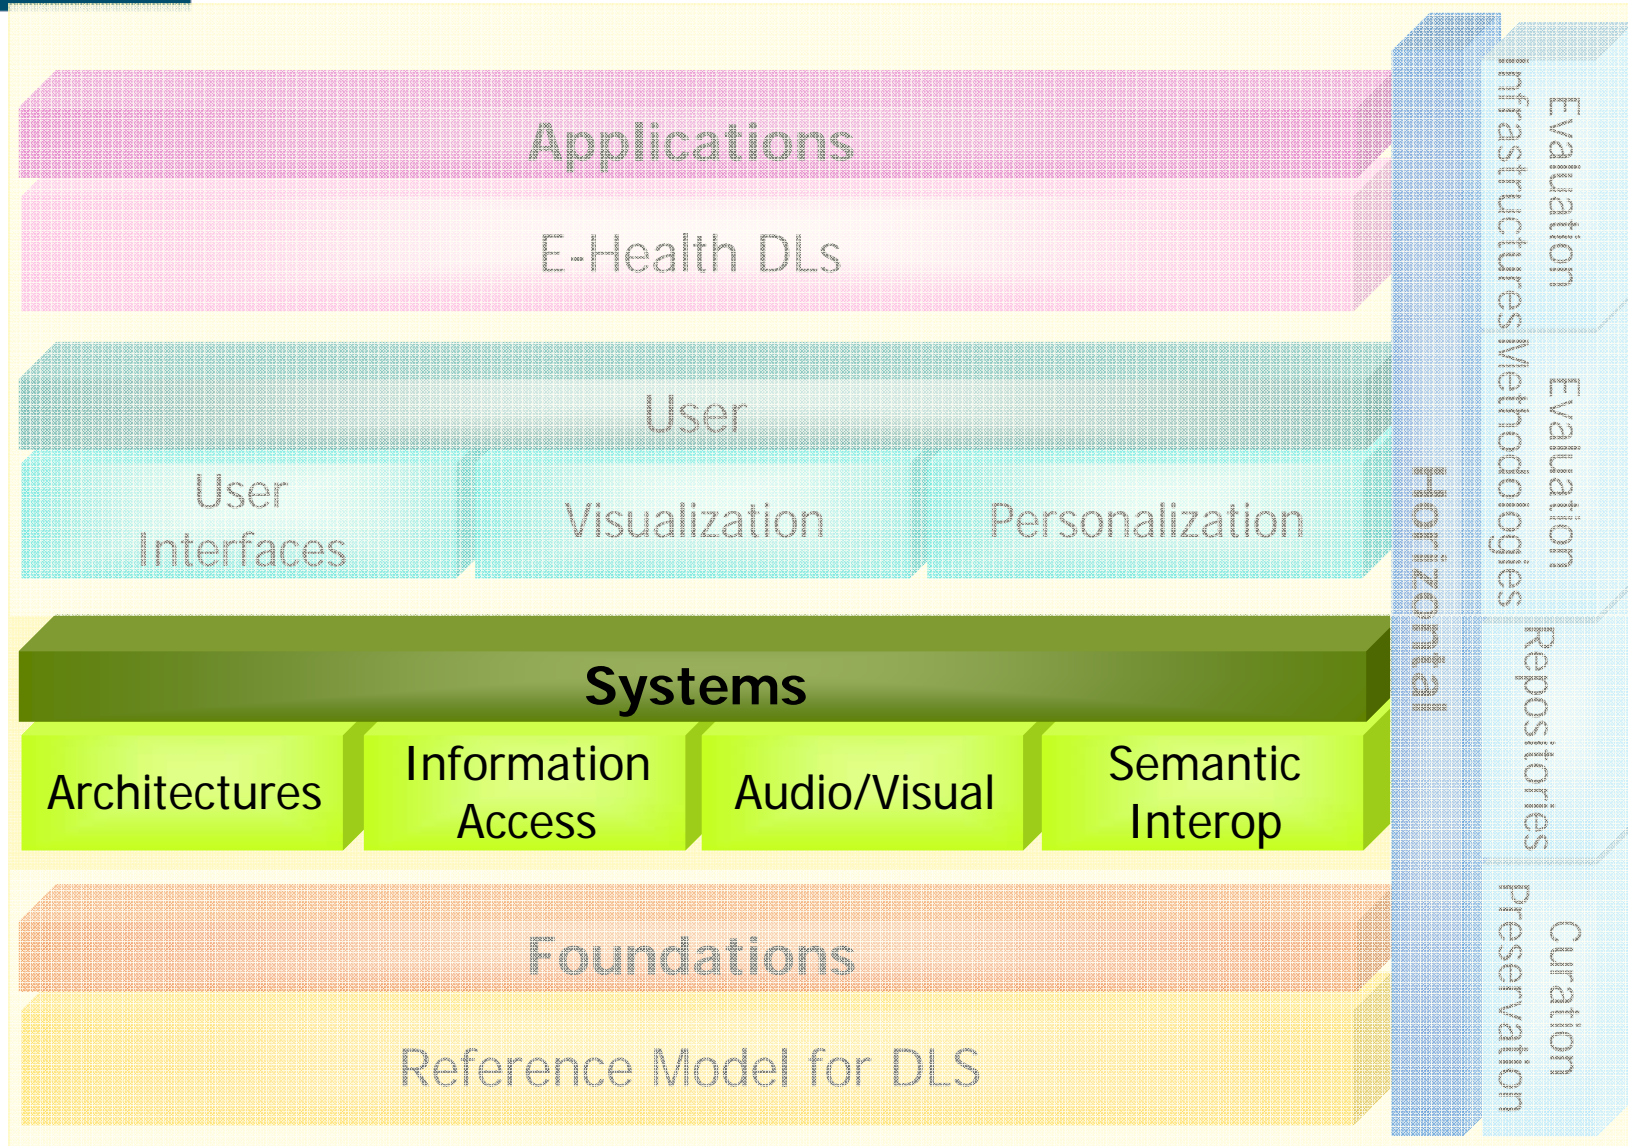 Applications
E-Health DLs
User
User
Interfaces
Visualization
Personalization
Systems
Architectures
Information
Access
Audio/Visual
Semantic
Interop
Foundations
Reference Model for DLS
Horizontal
Evaluation
Infrastructures
Evaluation
Methodologies
Repositories
Curation
Preservation